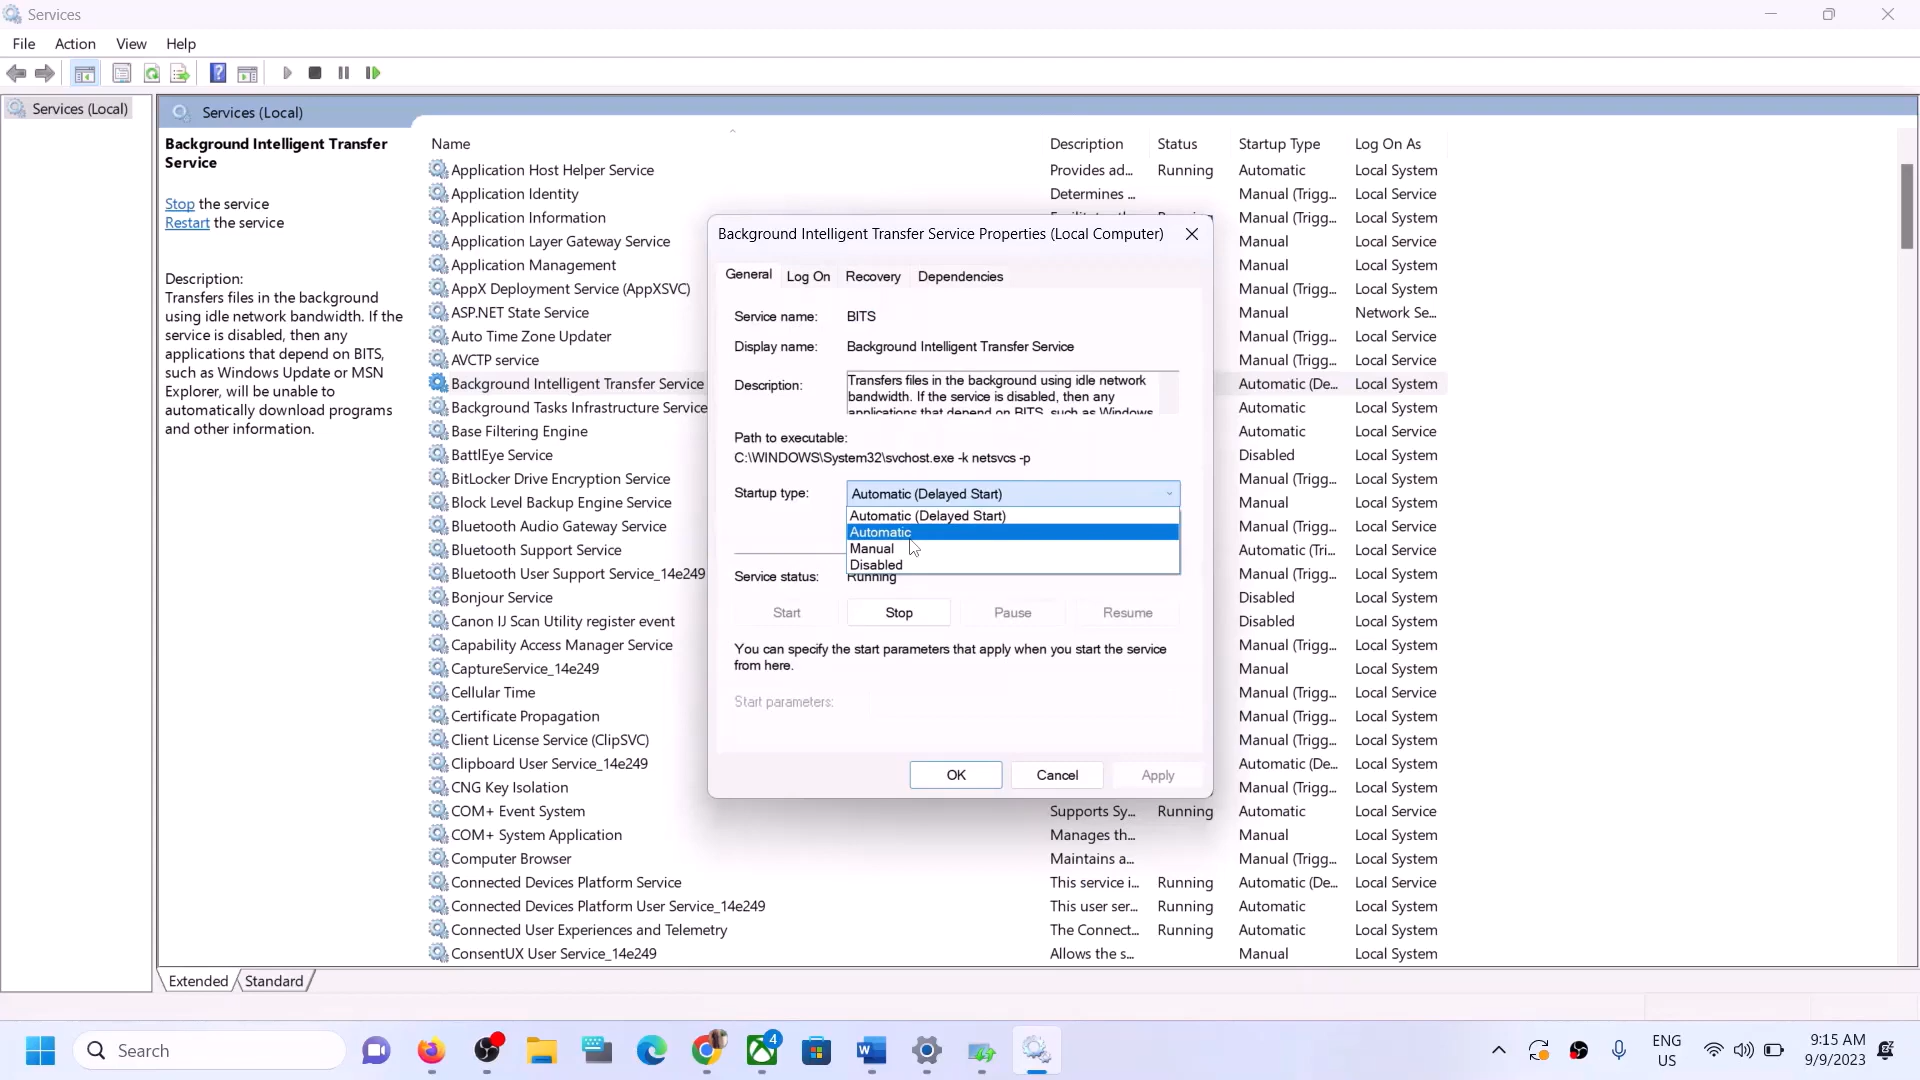 Services
File Action View Help
Services (Local)
Services (Local)
Background Intelligent Transfer
Service
Stop the service
Restart the service
Description:
Transfers files in the background
using idle network bandwidth. If the
service is disabled, then any
applications that depend on BITS,
such as Windows Update or MSN
Explorer, will be unable to
automatically download programs
and other information.
Name Description Status Startup Type Log On As
Application Host Helper Service Provides ad... Running Automatic Local System
Application Identity Determines ... Manual (Trigg... Local System
Application Information Running Manual (Trigg... Local System
Application Layer Gateway Service Manual Local Service
Application Management Manual Local System
AppX Deployment Service (AppXSVC) Manual (Trigg... Local System
ASP.NET State Service Manual Network Se...
Auto Time Zone Updater Manual (Trigg... Local Service
AVCTP service Manual (Trigg... Local Service
Background Intelligent Transfer Service Automatic (De... Local System
Background Tasks Infrastructure Service Automatic Local System
Base Filtering Engine Automatic Local Service
BattlEye Service Disabled Local System
BitLocker Drive Encryption Service Manual (Trigg... Local System
Block Level Backup Engine Service Manual Local System
Bluetooth Audio Gateway Service Manual (Trigg... Local Service
Bluetooth Support Service Automatic (Tri... Local Service
Bluetooth User Support Service_14e249 Manual (Trigg... Local System
Bonjour Service Disabled Local System
Canon IJ Scan Utility register event Disabled Local System
Capability Access Manager Service Manual (Trigg... Local System
CaptureService_14e249 Manual Local System
Cellular Time Manual (Trigg... Local Service
Certificate Propagation Manual (Trigg... Local System
Client License Service (ClipSVC) Manual (Trigg... Local System
Clipboard User Service_14e249 Automatic (De... Local System
CNG Key Isolation Manual (Trigg... Local System
COM+ Event System Supports Sy... Running Automatic Local Service
COM+ System Application Manages th... Manual Local System
Computer Browser Maintains a... Manual (Trigg... Local System
Connected Devices Platform Service This service i... Running Automatic (De... Local Service
Connected Devices Platform User Service_14e249 This user ser... Running Automatic Local System
Connected User Experiences and Telemetry The Connect... Running Automatic Local System
ConsentUX User Service_14e249 Allows the s... Manual Local System
Background Intelligent Transfer Service Properties (Local Computer)
General Log On Recovery Dependencies
Service name: BITS
Display name: Background Intelligent Transfer Service
Description: Transfers files in the background using idle network
bandwidth. If the service is disabled, then any
applications that depend on BITS, such as Windows
Path to executable:
C:\WINDOWS\System32\svchost.exe -k netsvcs -p
Startup type: Automatic (Delayed Start)
Automatic (Delayed Start)
Automatic
Manual
Disabled
Service status: Running
Start Stop Pause Resume
You can specify the start parameters that apply when you start the service
from here.
Start parameters:
OK Cancel Apply
Extended Standard
Search
4
ENG
US
9:15 AM
9/9/2023